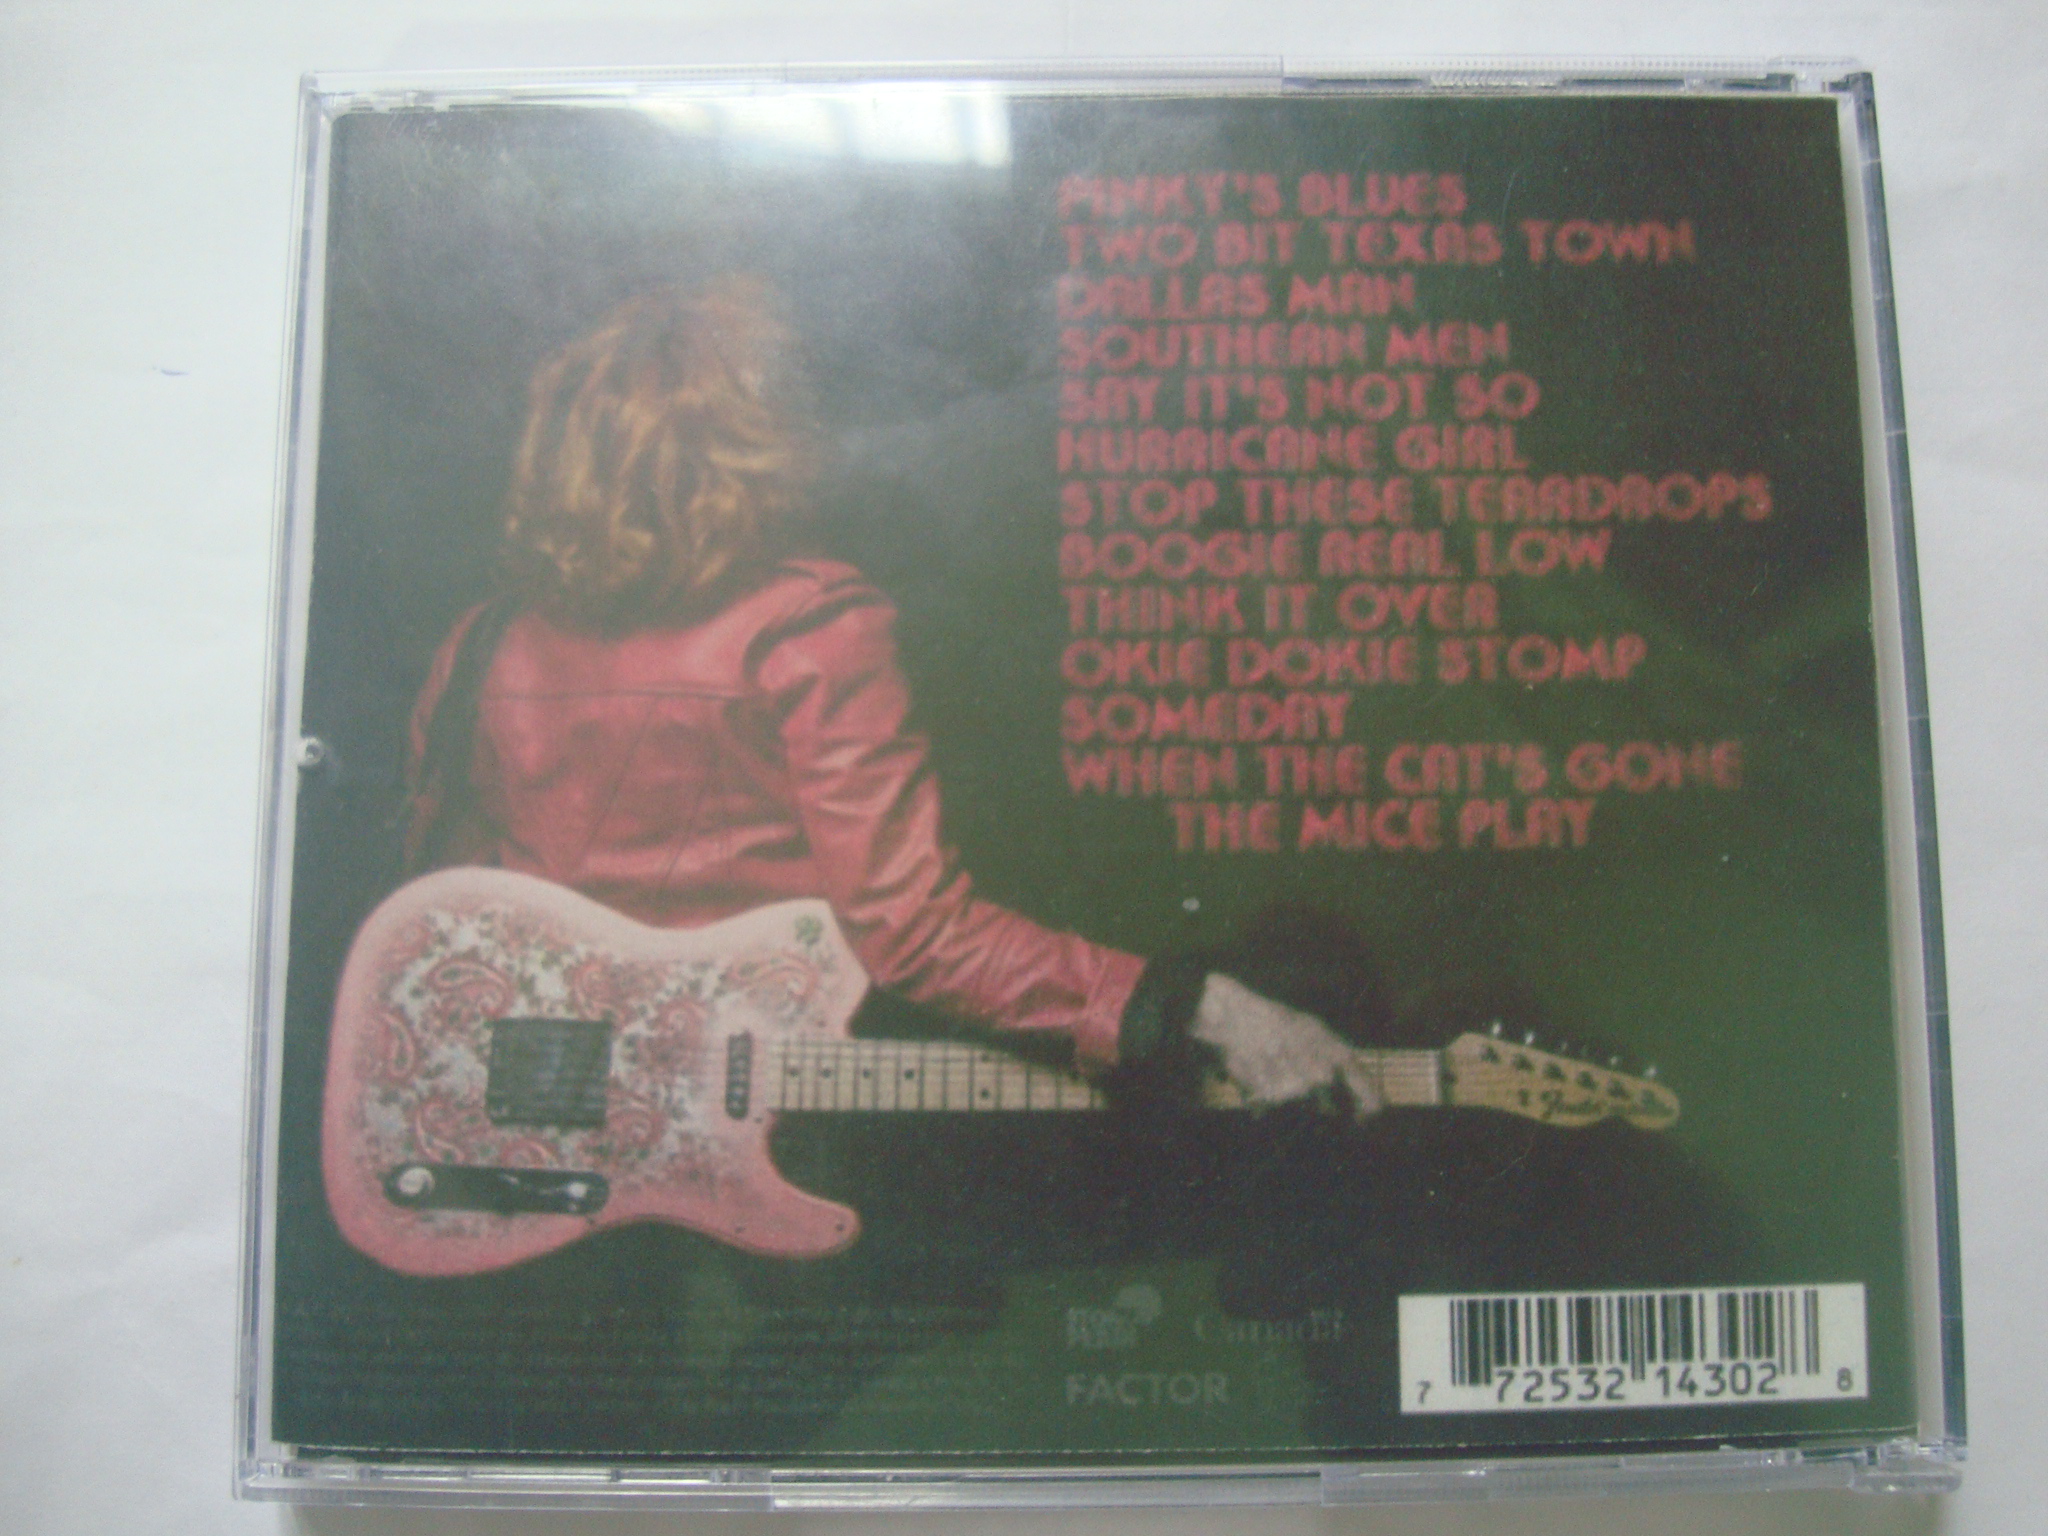 PINKY'S BLUES
TWO BIT TEXAS TOWN
DALLAS MAN
SOUTHERN MEN
SAY IT'S NOT SO
HURRICANE GIRL
STOP THESE TEARDROPS
BOOGIE REAL LOW
THINK IT OVER
OKIE DOKIE STOMP
SOMEDAY
WHEN THE CAT'S GONE
THE MICE PLAY
Fender
Canada
FACTOR
7 72532 14302 8